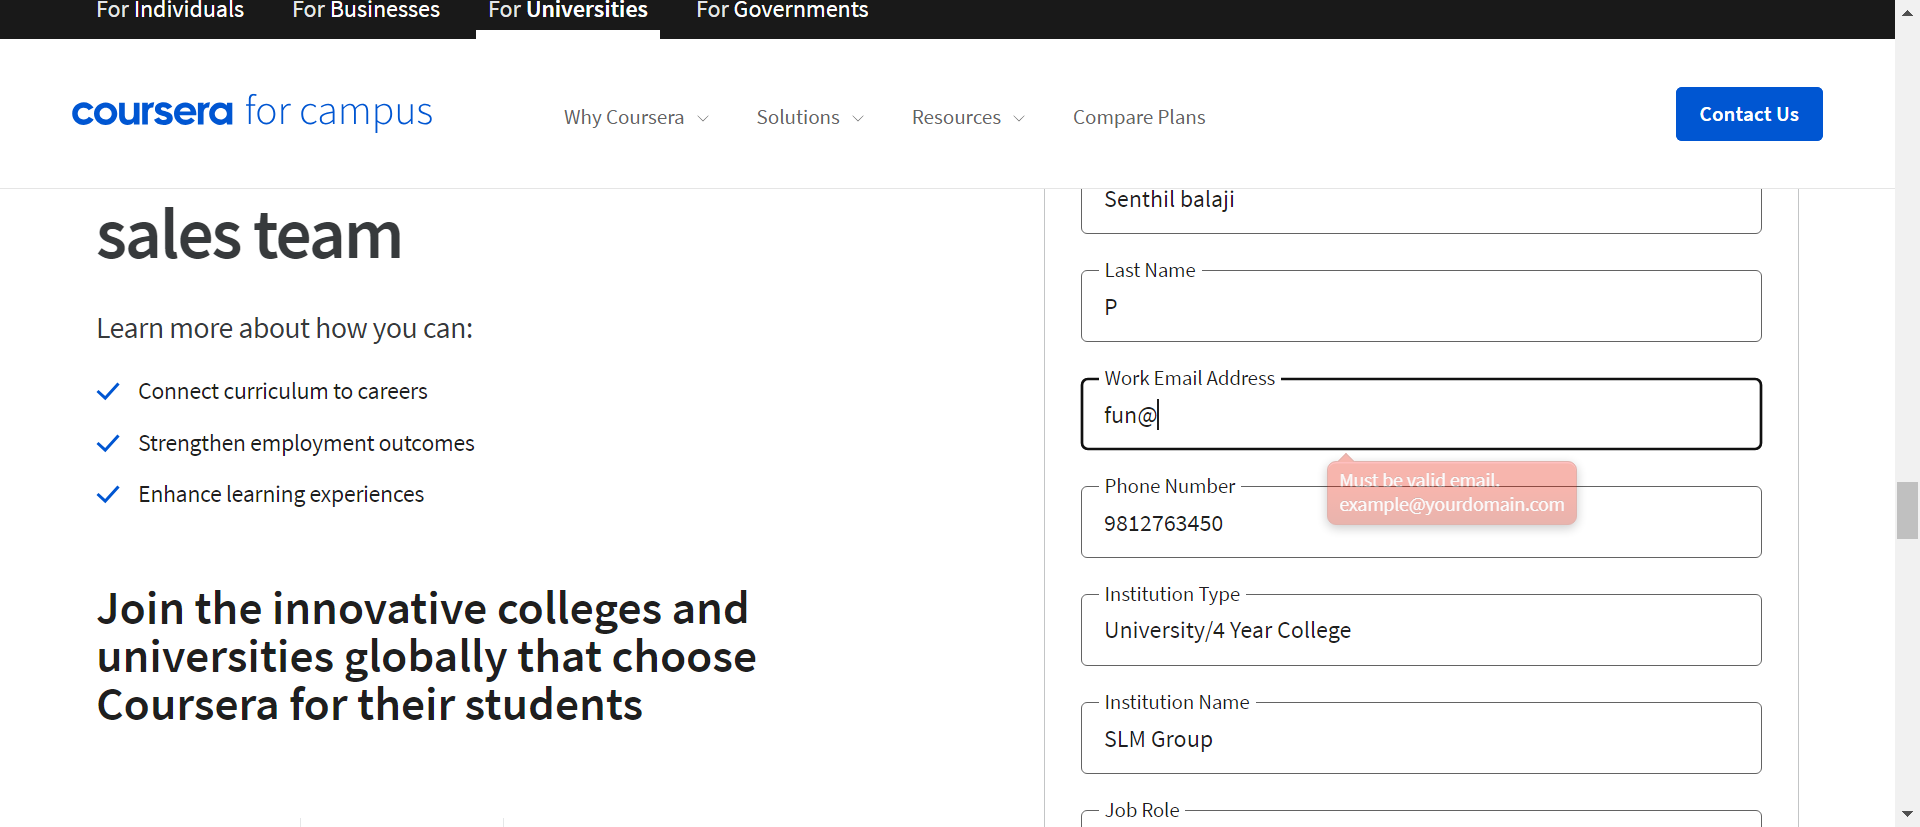 For Individuals
For Businesses
For Universities
For Governments
coursera for campus
Why Coursera
Solutions
Resources
Compare Plans
Contact Us
sales team
Learn more about how you can:
Connect curriculum to careers
Strengthen employment outcomes
Enhance learning experiences
Join the innovative colleges and
universities globally that choose
Coursera for their students
Senthil balaji
Last Name
P
Work Email Address
fun@
Must be valid email.
example@yourdomain.com
Phone Number
9812763450
Institution Type
University/4 Year College
Institution Name
SLM Group
Job Role